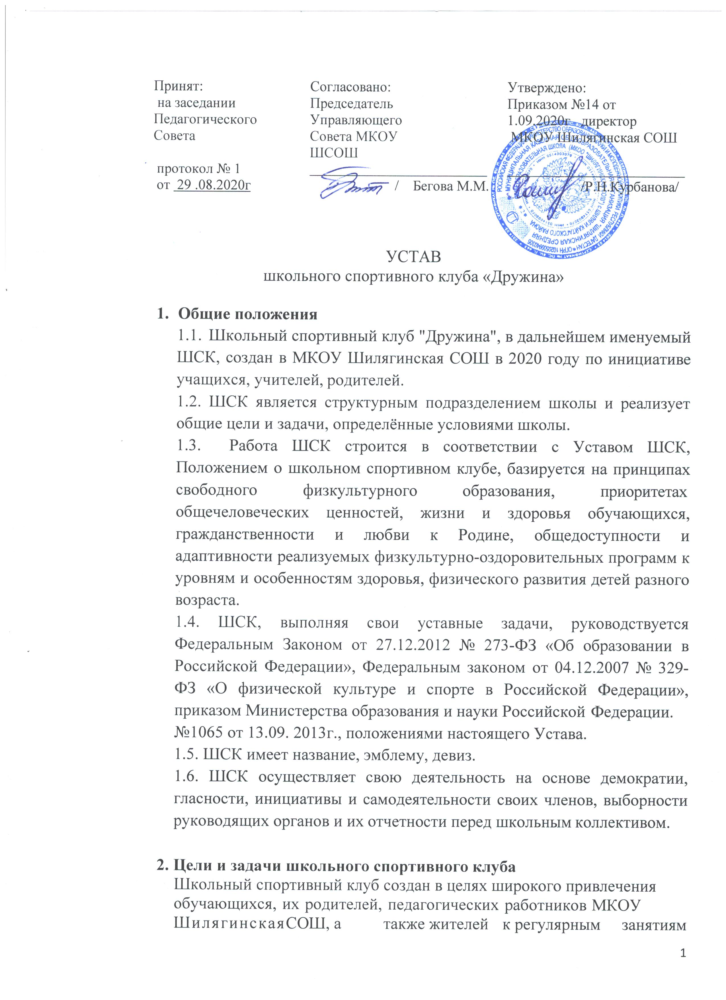 Принят:
на заседании
Педагогического
Совета
протокол № 1
от 29 .08.2020г
Согласовано:
Председатель
Управляющего
Совета МКОУ
ШСОШ
/ Бегова М.М.
Утверждено:
Приказом №14 от
1.09.2020г директор
МКОУ Шилягинская СОШ
/Р.Н.Курбанова/
УСТАВ
школьного спортивного клуба «Дружина»
1. Общие положения
1.1. Школьный спортивный клуб "Дружина", в дальнейшем именуемый
ШСК, создан в МКОУ Шилягинская СОШ в 2020 году по инициативе
учащихся, учителей, родителей.
1.2. ШСК является структурным подразделением школы и реализует
общие цели и задачи, определённые условиями школы.
1.3. Работа ШСК строится в соответствии с Уставом ШСК,
Положением о школьном спортивном клубе, базируется на принципах
свободного физкультурного образования, приоритетах
общечеловеческих ценностей, жизни и здоровья обучающихся,
гражданственности и любви к Родине, общедоступности и
адаптивности реализуемых физкультурно-оздоровительных программ к
уровням и особенностям здоровья, физического развития детей разного
возраста.
1.4. ШСК, выполняя свои уставные задачи, руководствуется
Федеральным Законом от 27.12.2012 № 273-ФЗ «Об образовании в
Российской Федерации», Федеральным законом от 04.12.2007 № 329-
ФЗ «О физической культуре и спорте в Российской Федерации»,
приказом Министерства образования и науки Российской Федерации.
№1065 от 13.09. 2013г., положениями настоящего Устава.
1.5. ШСК имеет название, эмблему, девиз.
1.6. ШСК осуществляет свою деятельность на основе демократии,
гласности, инициативы и самодеятельности своих членов, выборности
руководящих органов и их отчетности перед школьным коллективом.
2. Цели и задачи школьного спортивного клуба
Школьный спортивный клуб создан в целях широкого привлечения
обучающихся, их родителей, педагогических работников МКОУ
ШилягинскаяСОШ, а также жителей к регулярным занятиям
1